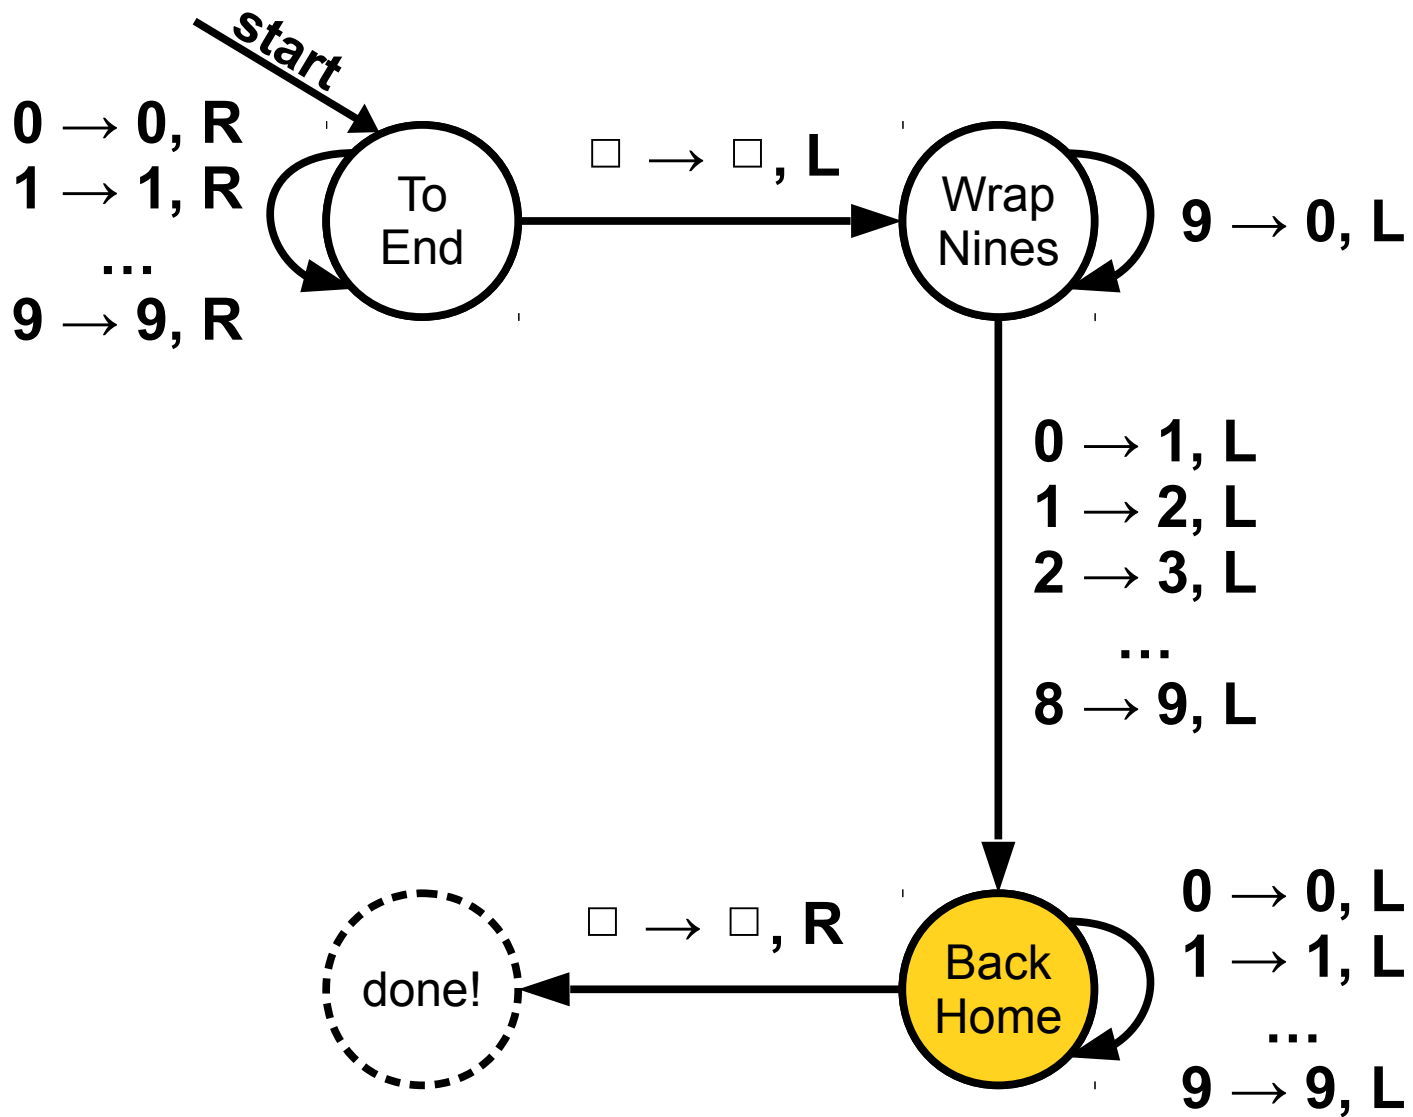 start
0 → 0, R
1 → 1, R
...
9 → 9, R
To
End
□ → □, L
Wrap
Nines
9 → 0, L
0 → 1, L
1 → 2, L
2 → 3, L
...
8 → 9, L
done!
□ → □, R
Back
Home
0 → 0, L
1 → 1, L
...
9 → 9, L